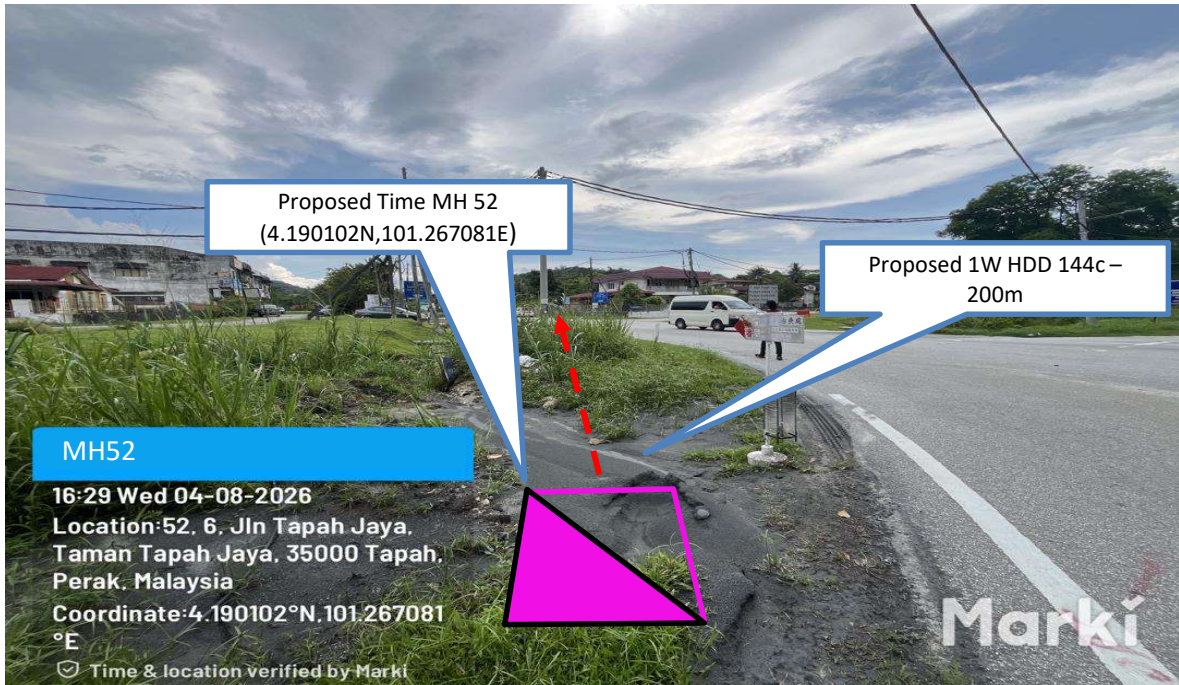 Proposed Time MH 52
(4.190102N,101.267081E)
Proposed 1W HDD 144c –
200m
MH52
16:29 Wed 04-08-2026
Location:52, 6, Jln Tapah Jaya,
Taman Tapah Jaya, 35000 Tapah,
Perak, Malaysia
Coordinate:4.190102°N,101.267081
°E
Time & location verified by Marki
Marki